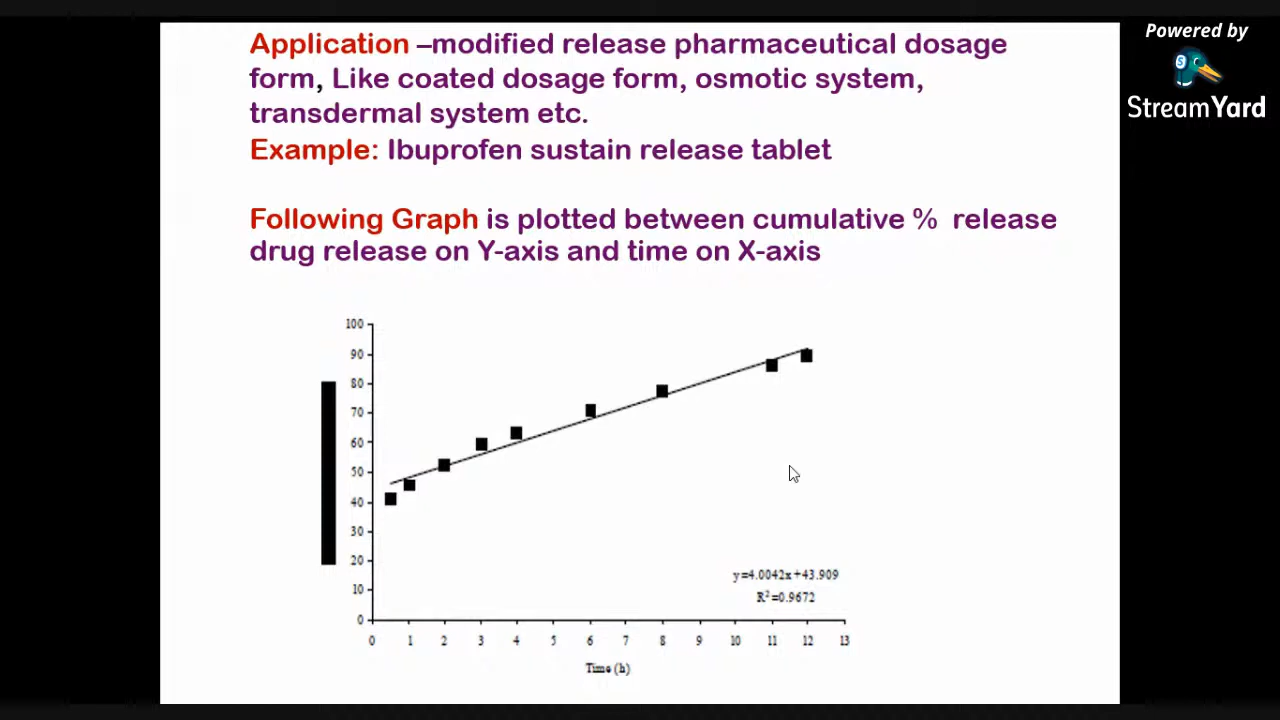 Powered by
StreamYard
Application –modified release pharmaceutical dosage
form, Like coated dosage form, osmotic system,
transdermal system etc.
Example: Ibuprofen sustain release tablet
Following Graph is plotted between cumulative % release
drug release on Y-axis and time on X-axis
100
90
80
70
60
50
40
30
20
10
0
y=4.0042x+43.909
R²=0.9672
0 1 2 3 4 5 6 7 8 9 10 11 12 13
Time (h)